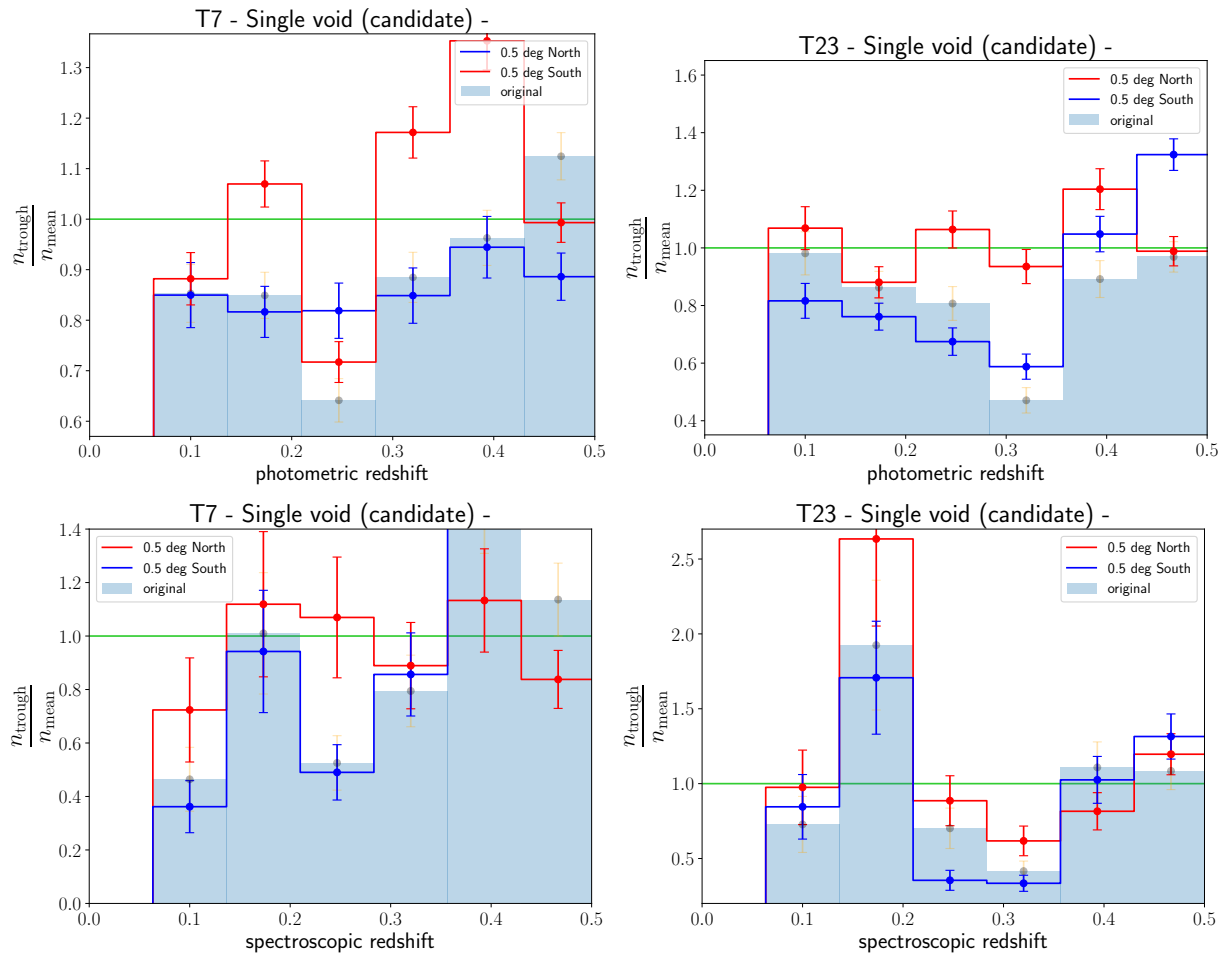 T7 - Single void (candidate) -
0.5 deg North
0.5 deg South
original
n_trough
n_mean
1.3
1.2
1.1
1.0
0.9
0.8
0.7
0.6
0.0 0.1 0.2 0.3 0.4 0.5
photometric redshift
T23 - Single void (candidate) -
0.5 deg North
0.5 deg South
original
n_trough
n_mean
1.6
1.4
1.2
1.0
0.8
0.6
0.4
0.0 0.1 0.2 0.3 0.4 0.5
photometric redshift
T7 - Single void (candidate) -
0.5 deg North
0.5 deg South
original
n_trough
n_mean
1.4
1.2
1.0
0.8
0.6
0.4
0.2
0.0
0.0 0.1 0.2 0.3 0.4 0.5
spectroscopic redshift
T23 - Single void (candidate) -
0.5 deg North
0.5 deg South
original
n_trough
n_mean
2.5
2.0
1.5
1.0
0.5
0.0 0.1 0.2 0.3 0.4 0.5
spectroscopic redshift